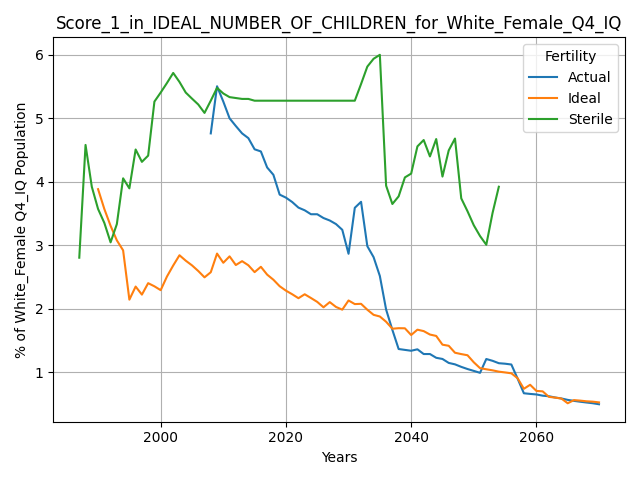 Score_1_in_IDEAL_NUMBER_OF_CHILDREN_for_White_Female_Q4_IQ
Fertility
Actual
Ideal
Sterile
% of White_Female Q4_IQ Population
6
5
4
3
2
1
2000 2020 2040 2060
Years